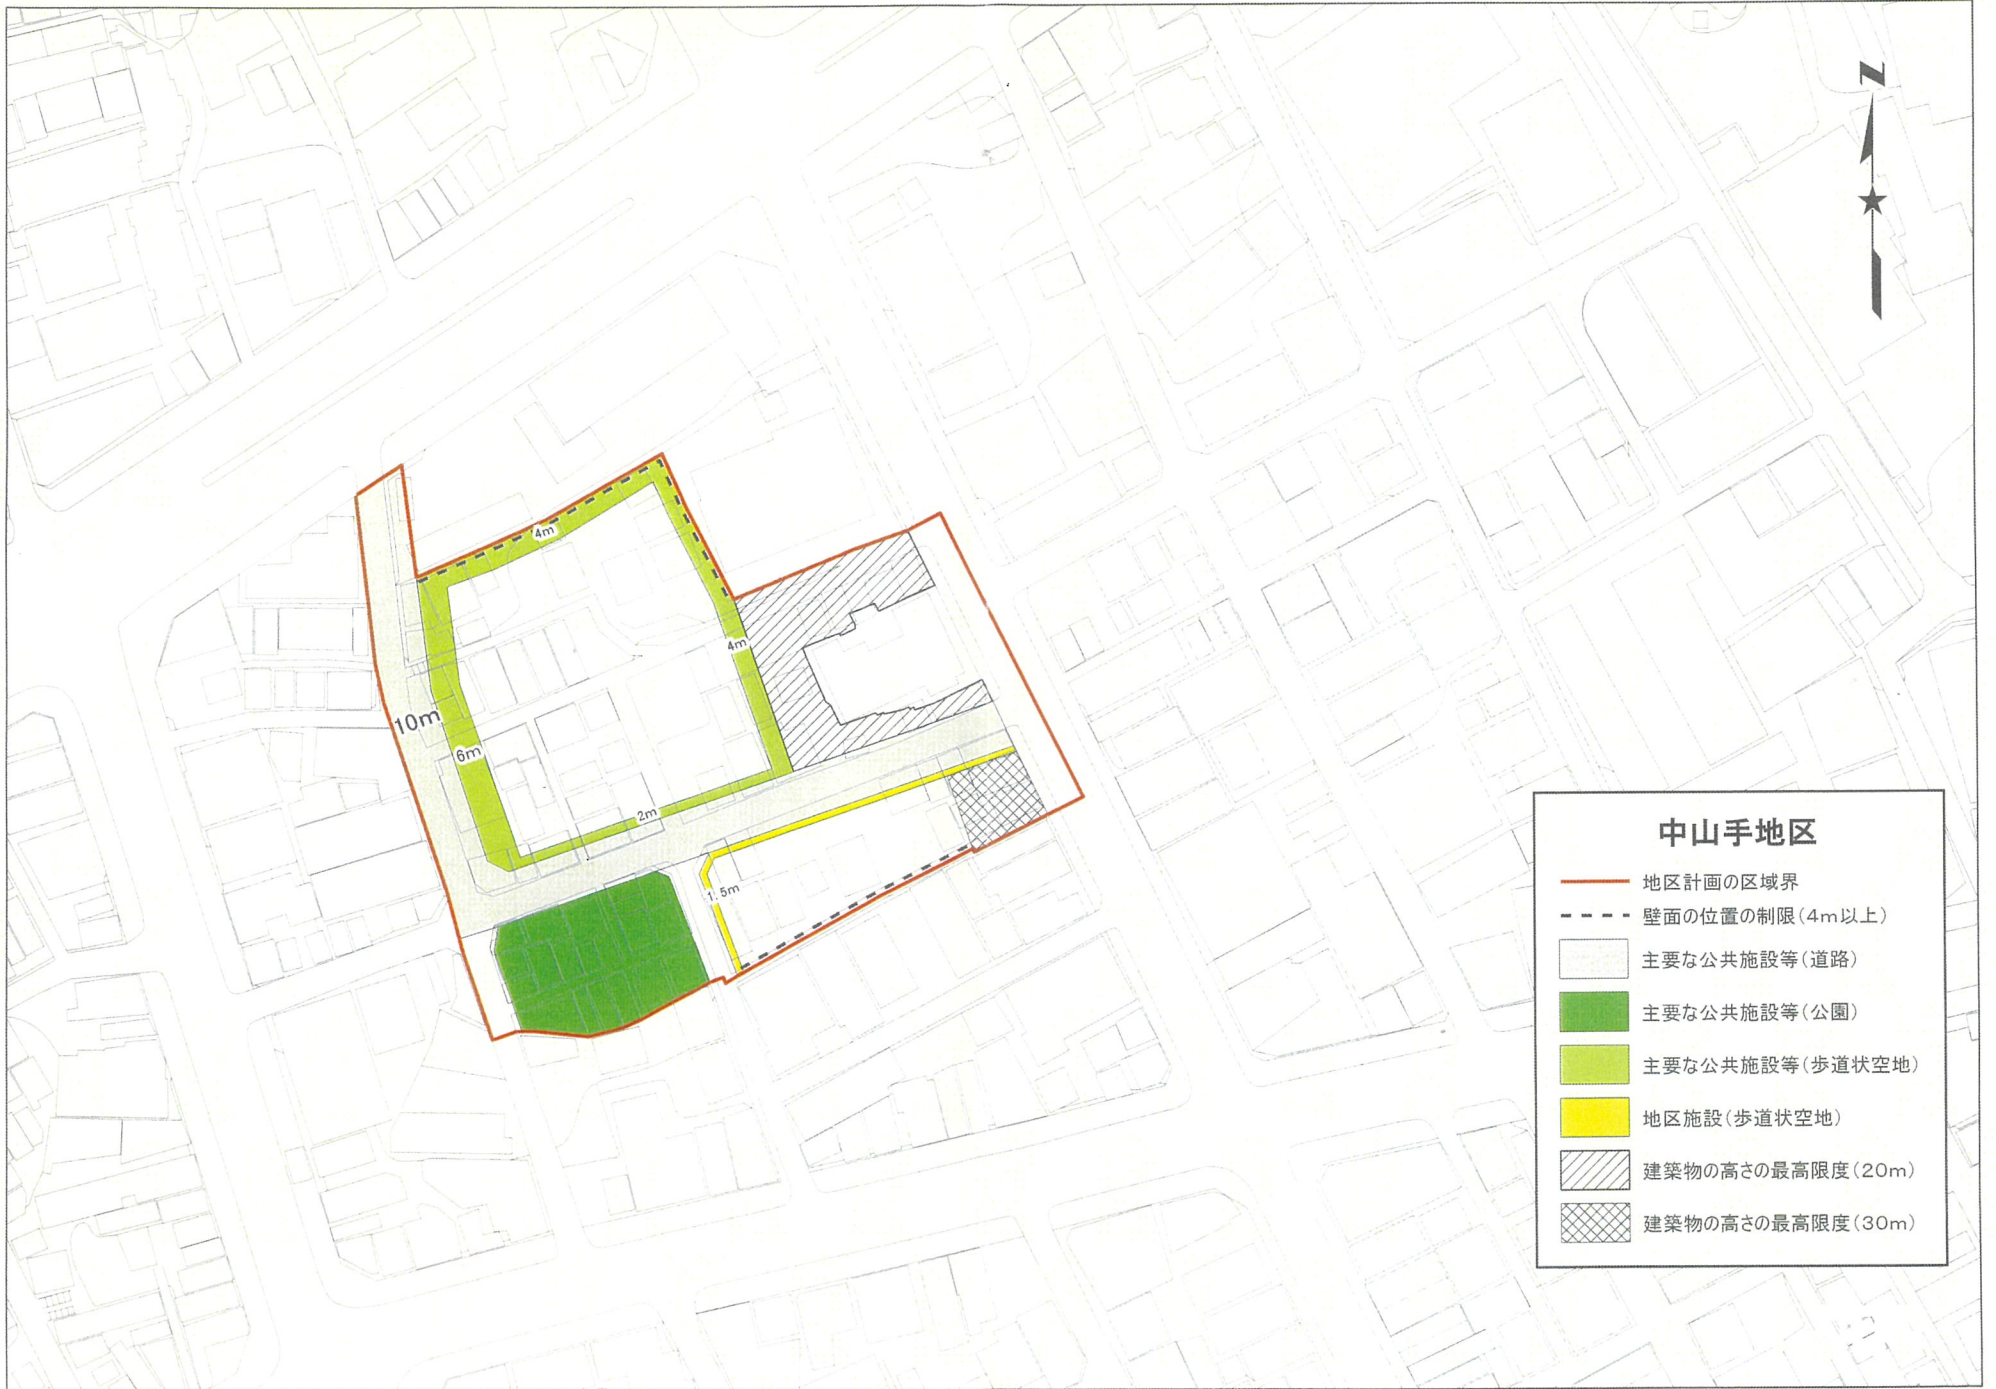 Z
4m
4m
10m
6m
2m
1.5m
中山手地区
地区計画の区域界
壁面の位置の制限(4m以上)
主要な公共施設等(道路)
主要な公共施設等(公園)
主要な公共施設等(歩道状空地)
地区施設(歩道状空地)
建築物の高さの最高限度(20m)
建築物の高さの最高限度(30m)